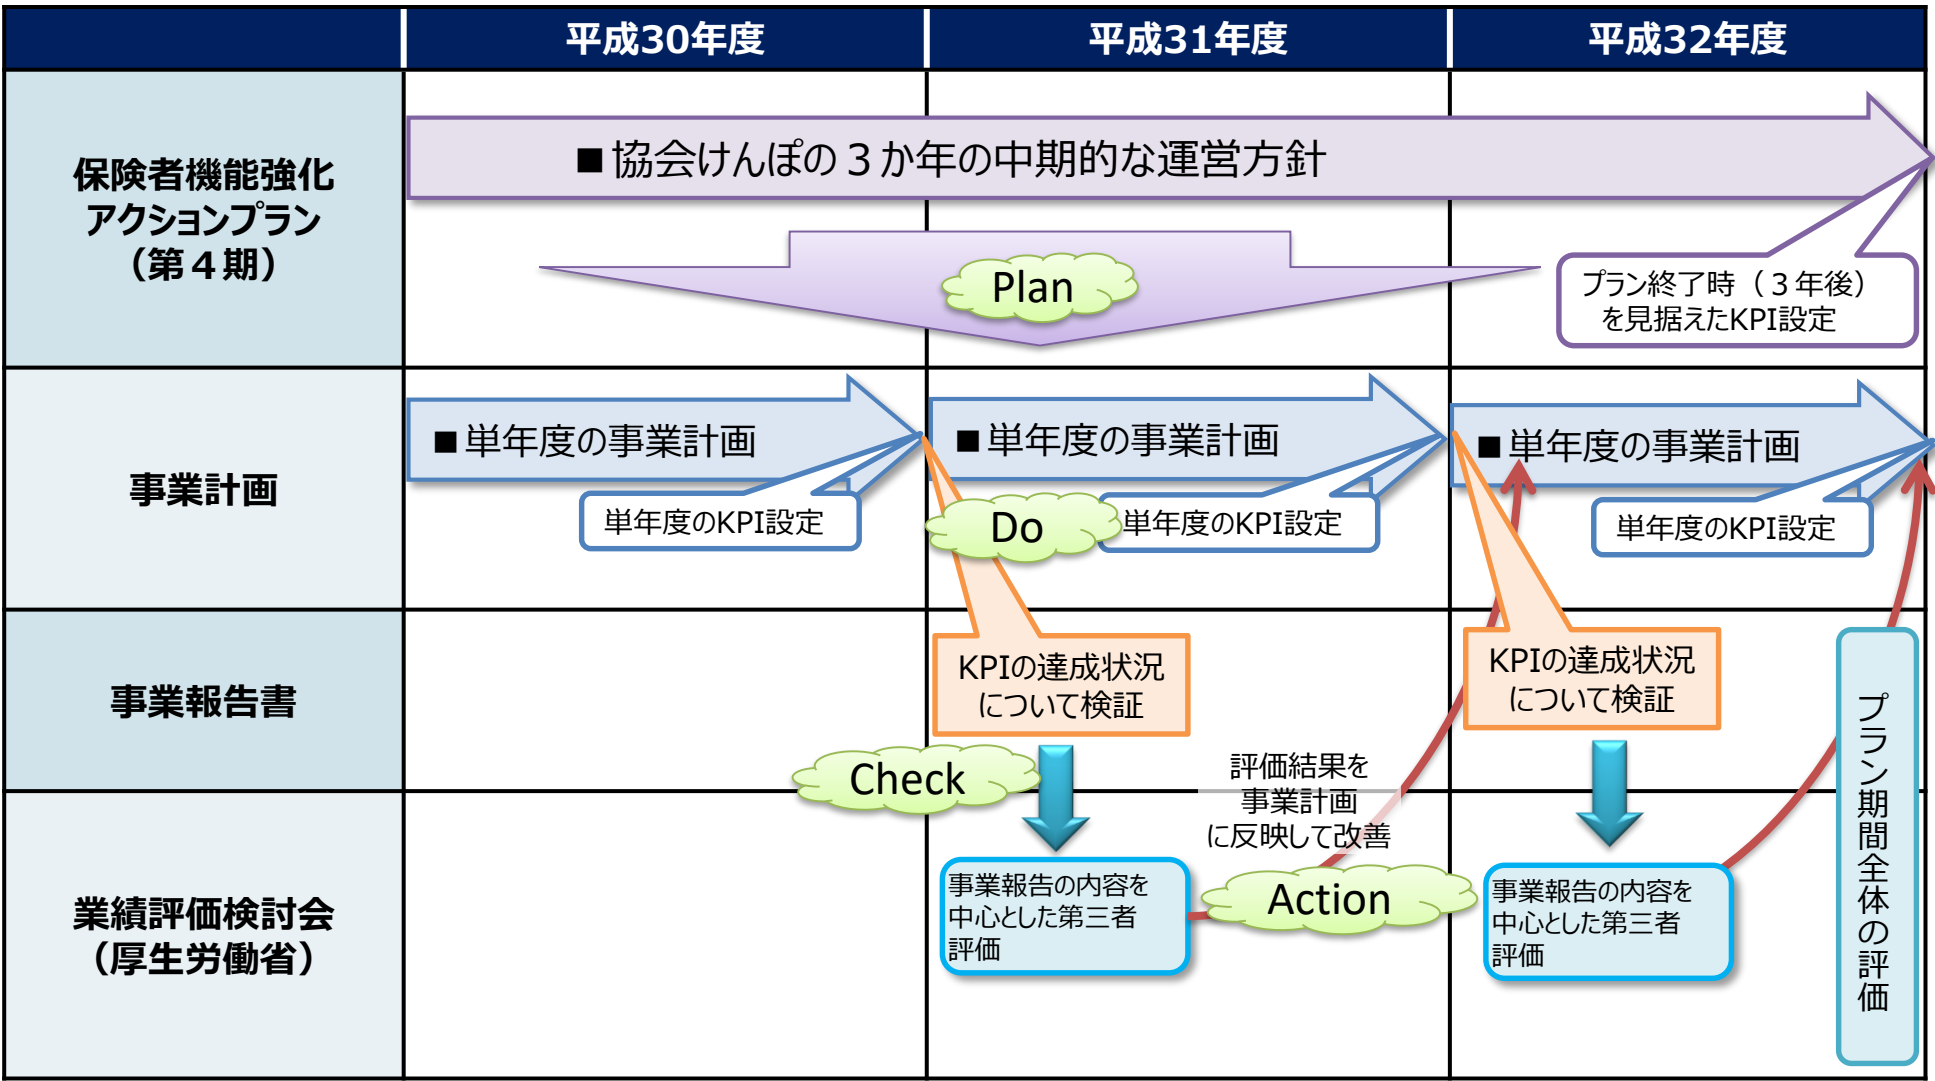 平成30年度
平成31年度
平成32年度
保険者機能強化
アクションプラン
（第４期）
■協会けんぽの３か年の中期的な運営方針
Plan
プラン終了時（３年後）
を見据えたKPI設定
事業計画
■単年度の事業計画
単年度のKPI設定
■単年度の事業計画
Do
単年度のKPI設定
■単年度の事業計画
単年度のKPI設定
事業報告書
KPIの達成状況
について検証
KPIの達成状況
について検証
Check
評価結果を
事業計画
に反映して改善
プラン期間全体の評価
業績評価検討会
（厚生労働省）
事業報告の内容を
中心とした第三者
評価
Action
事業報告の内容を
中心とした第三者
評価